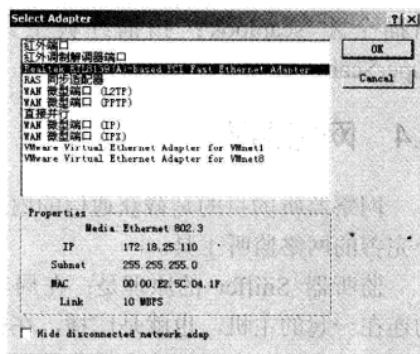 Select Adapter
红外端口
红外调制解调器端口
Realtek RTL8139(A)-based PCI Fast Ethernet Adapter
RAS 同步适配器
WAN 微型端口 (L2TP)
WAN 微型端口 (PPTP)
直接并行
WAN 微型端口 (IP)
WAN 微型端口 (IPX)
VMware Virtual Ethernet Adapter for VMnet1
VMware Virtual Ethernet Adapter for VMnet8
OK
Cancel
Properties
Media Ethernet 802.3
IP 172.18.25.110
Subnet 255.255.255.0
MAC 00.00.E2.5C.04.1F
Link 10 MBPS
Hide disconnected network adap